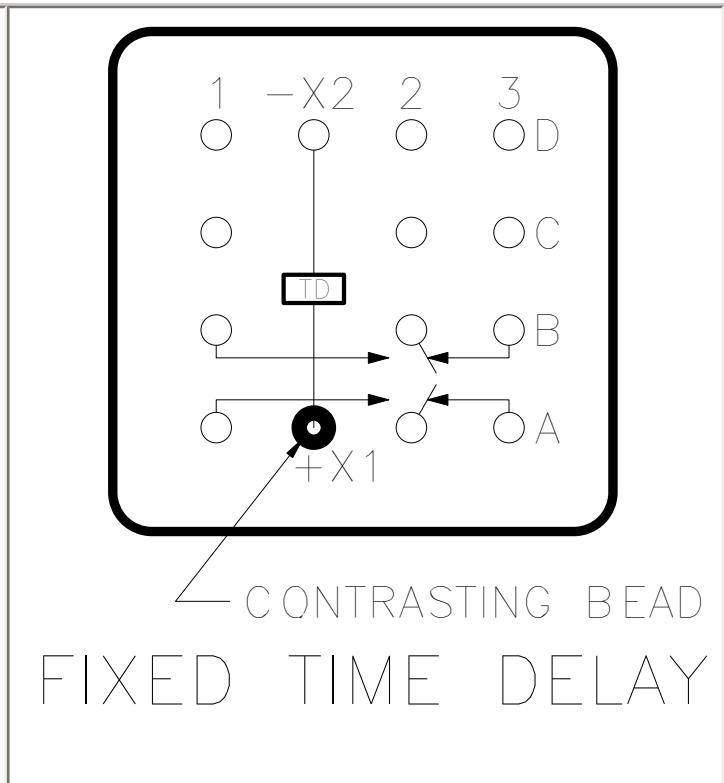 1 -X2 2 3
D
C
TD
B
A
+X1
CONTRASTING BEAD
FIXED TIME DELAY